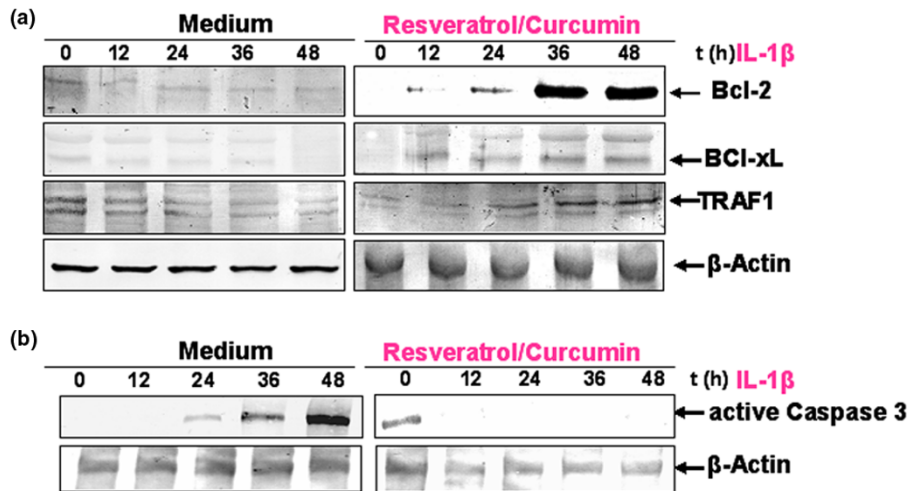 (a)
Medium Resveratrol/Curcumin
0 12 24 36 48 0 12 24 36 48 t (h) IL-1β
Bcl-2
BCl-xL
TRAF1
β-Actin
(b)
Medium Resveratrol/Curcumin
0 12 24 36 48 0 12 24 36 48 t (h) IL-1β
active Caspase 3
β-Actin